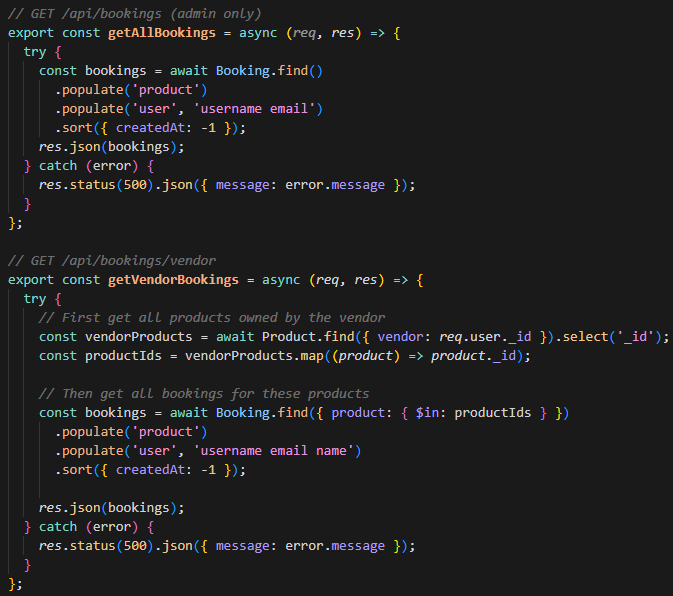 // GET /api/bookings (admin only)
export const getAllBookings = async (req, res) => {
  try {
    const bookings = await Booking.find()
      .populate('product')
      .populate('user', 'username email')
      .sort({ createdAt: -1 });
    res.json(bookings);
  } catch (error) {
    res.status(500).json({ message: error.message });
  }
};

// GET /api/bookings/vendor
export const getVendorBookings = async (req, res) => {
  try {
    // First get all products owned by the vendor
    const vendorProducts = await Product.find({ vendor: req.user._id }).select('_id');
    const productIds = vendorProducts.map((product) => product._id);

    // Then get all bookings for these products
    const bookings = await Booking.find({ product: { $in: productIds } })
      .populate('product')
      .populate('user', 'username email name')
      .sort({ createdAt: -1 });

    res.json(bookings);
  } catch (error) {
    res.status(500).json({ message: error.message });
  }
};